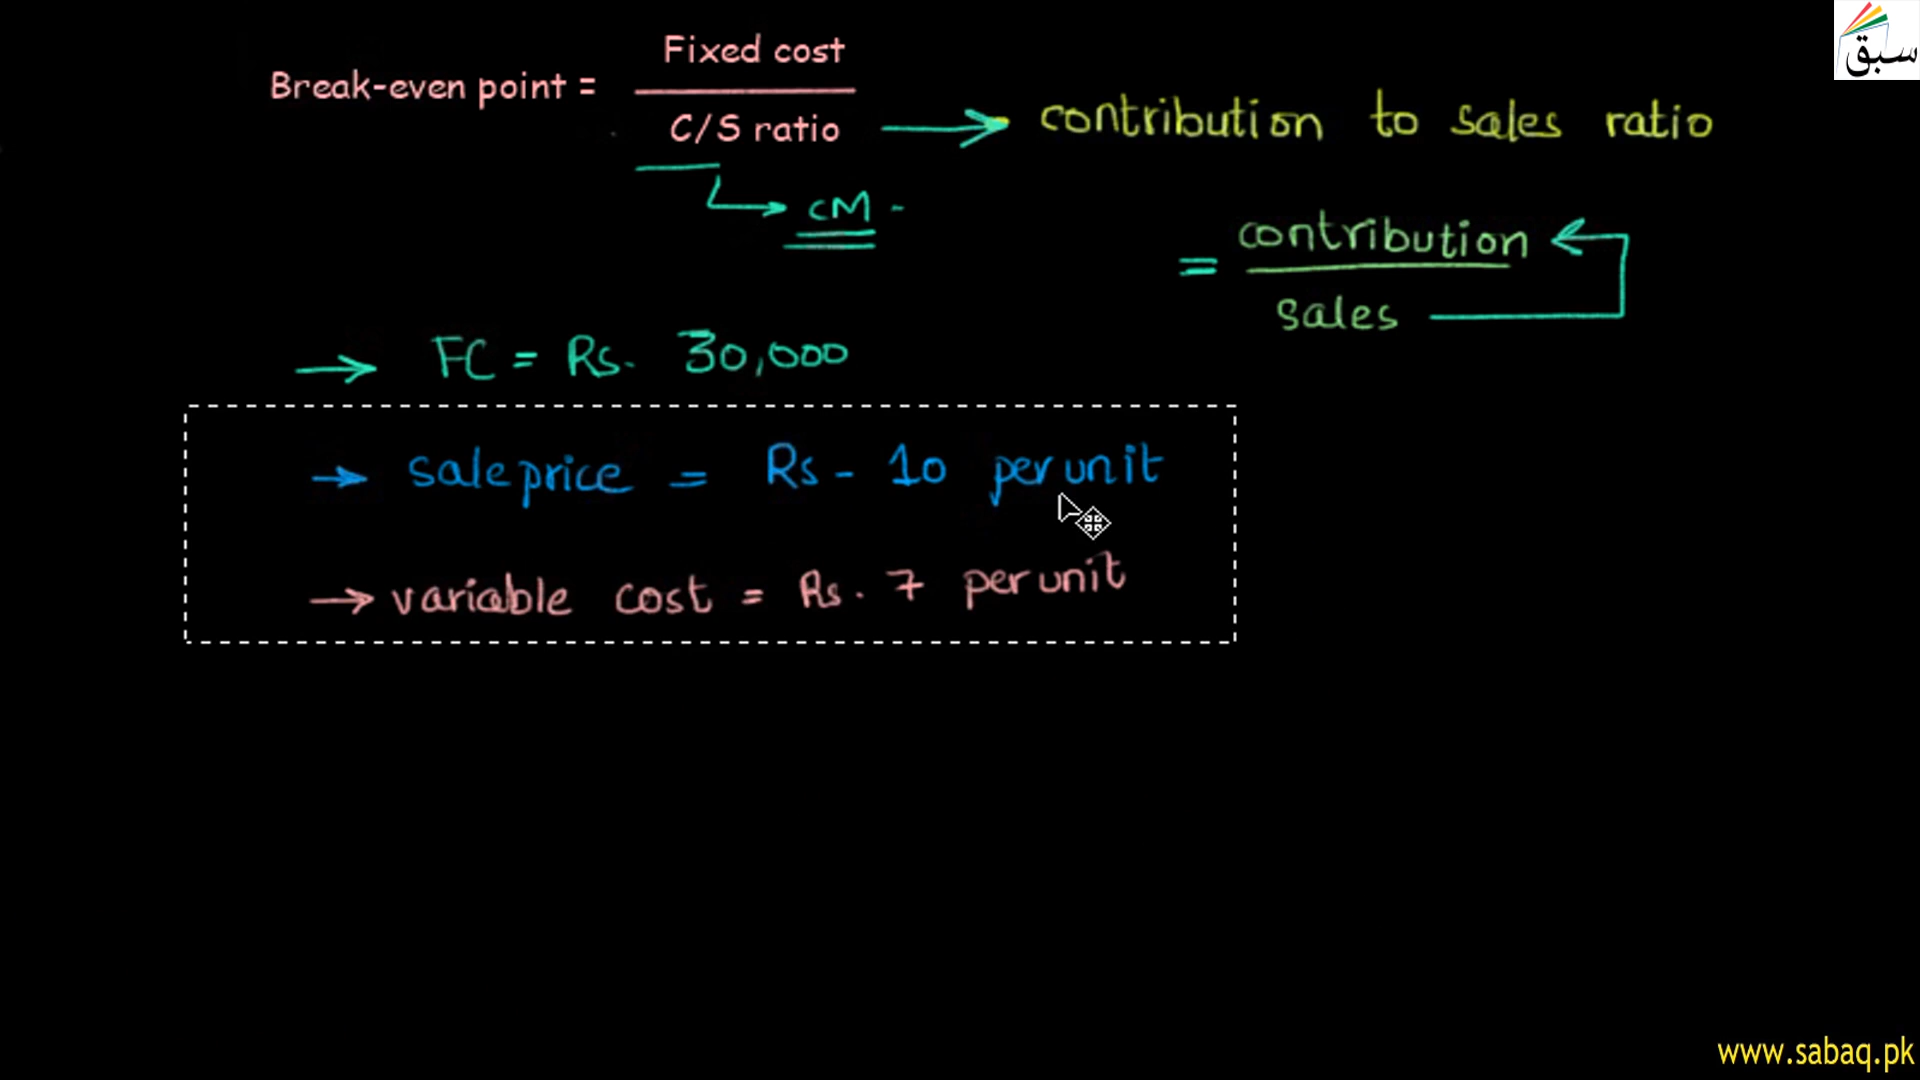 سبق
Fixed cost
Break-even point =
C/S ratio
contribution to sales ratio
CM -
= contribution
sales
FC = Rs. 30,000
sale price = Rs - 10 per unit
variable cost = Rs. 7 per unit
www.sabaq.pk